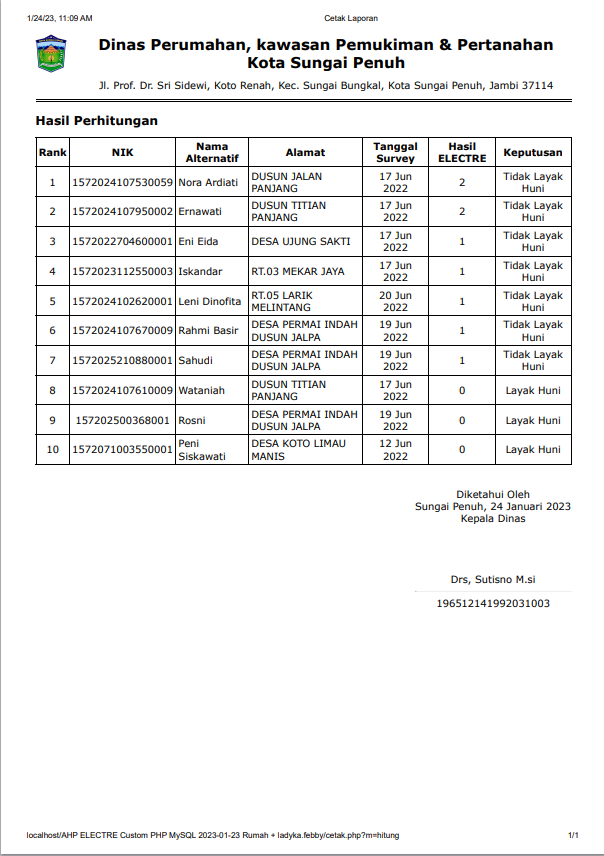 1/24/23, 11:09 AM Cetak Laporan
Dinas Perumahan, kawasan Pemukiman & Pertanahan
Kota Sungai Penuh
Jl. Prof. Dr. Sri Sidewi, Koto Renah, Kec. Sungai Bungkal, Kota Sungai Penuh, Jambi 37114
Hasil Perhitungan
Rank NIK Nama Alternatif Alamat Tanggal Survey Hasil ELECTRE Keputusan
1 1572024107530059 Nora Ardiati DUSUN JALAN PANJANG 17 Jun 2022 2 Tidak Layak Huni
2 1572024107950002 Ernawati DUSUN TITIAN PANJANG 17 Jun 2022 2 Tidak Layak Huni
3 1572022704600001 Eni Eida DESA UJUNG SAKTI 17 Jun 2022 1 Tidak Layak Huni
4 1572023112550003 Iskandar RT.03 MEKAR JAYA 17 Jun 2022 1 Tidak Layak Huni
5 1572024102620001 Leni Dinofita RT.05 LARIK MELINTANG 20 Jun 2022 1 Tidak Layak Huni
6 1572024107670009 Rahmi Basir DESA PERMAI INDAH DUSUN JALPA 19 Jun 2022 1 Tidak Layak Huni
7 1572025210880001 Sahudi DESA PERMAI INDAH DUSUN JALPA 19 Jun 2022 1 Tidak Layak Huni
8 1572024107610009 Wataniah DUSUN TITIAN PANJANG 17 Jun 2022 0 Layak Huni
9 157202500368001 Rosni DESA PERMAI INDAH DUSUN JALPA 19 Jun 2022 0 Layak Huni
10 1572071003550001 Peni Siskawati DESA KOTO LIMAU MANIS 12 Jun 2022 0 Layak Huni
Diketahui Oleh
Sungai Penuh, 24 Januari 2023
Kepala Dinas
Drs, Sutisno M.si
196512141992031003
localhost/AHP ELECTRE Custom PHP MySQL 2023-01-23 Rumah + ladyka.febby/cetak.php?m=hitung 1/1